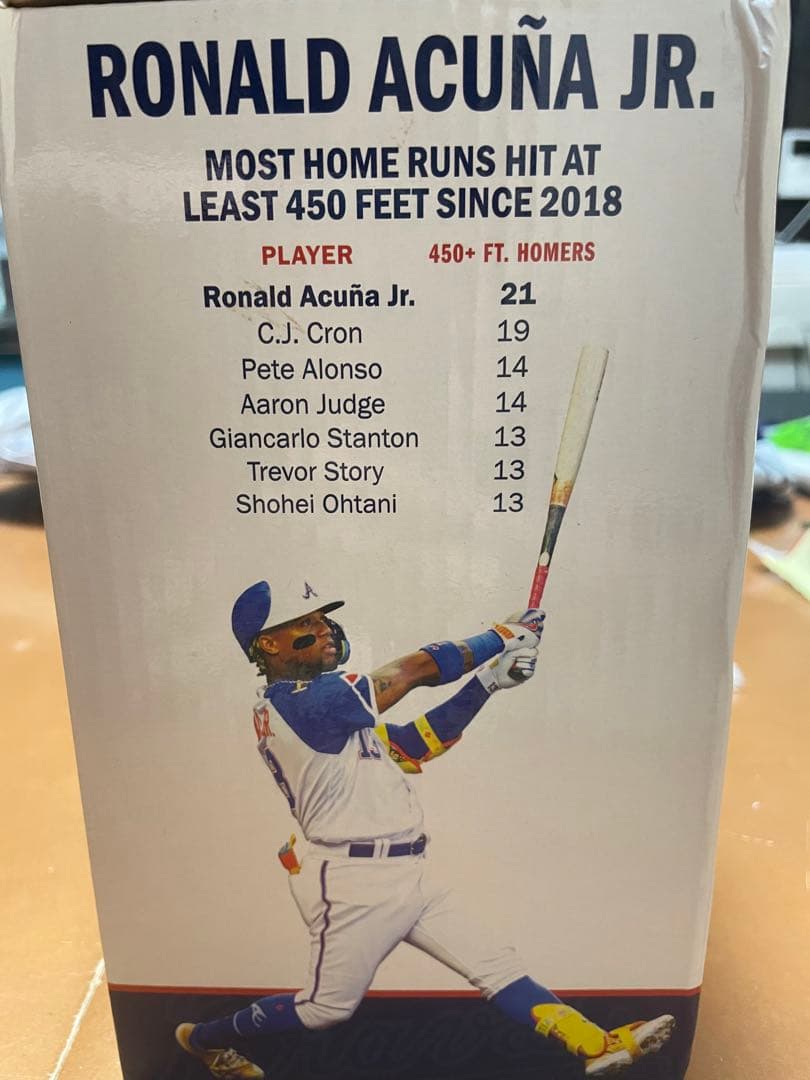 RONALD ACUÑA JR.
MOST HOME RUNS HIT AT
LEAST 450 FEET SINCE 2018
PLAYER 450+ FT. HOMERS
Ronald Acuña Jr. 21
C.J. Cron 19
Pete Alonso 14
Aaron Judge 14
Giancarlo Stanton 13
Trevor Story 13
Shohei Ohtani 13
A
13